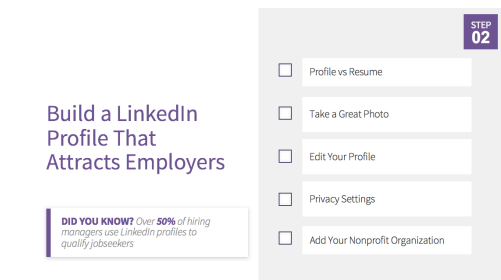 STEP
02
Build a LinkedIn
Profile That
Attracts Employers
DID YOU KNOW? Over 50% of hiring
managers use LinkedIn profiles to
qualify jobseekers
Profile vs Resume
Take a Great Photo
Edit Your Profile
Privacy Settings
Add Your Nonprofit Organization